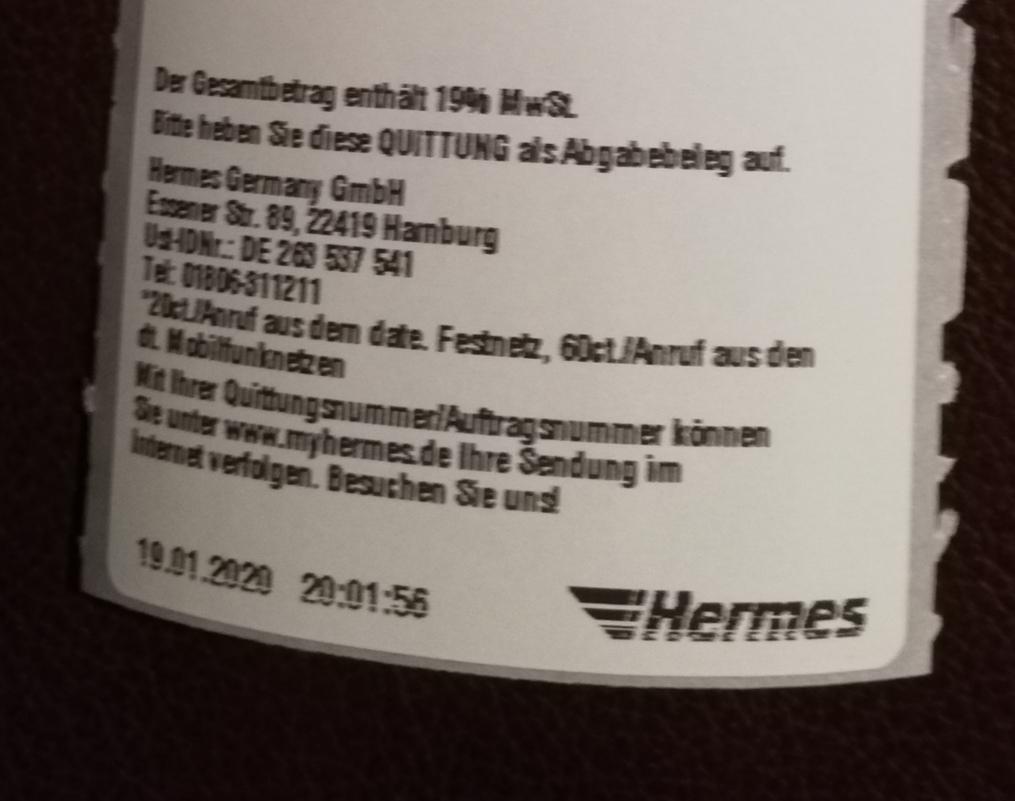 Der Gesamtbetrag enthält 19% MwSt.
Bitte heben Sie diese QUITTUNG als Abgabebeleg auf.
Hermes Germany GmbH
Essener Str. 89, 22419 Hamburg
Ust-IDNr.: DE 263 537 541
Tel: 01806-311211
*20ct./Anruf aus dem date. Festnetz, 60ct./Anruf aus den
dt. Mobilfunknetzen
Mit Ihrer Quittungsnummer/Auftragsnummer können
Sie unter www.myhermes.de Ihre Sendung im
Internet verfolgen. Besuchen Sie uns!
19.01.2020 20:01:56
Hermes